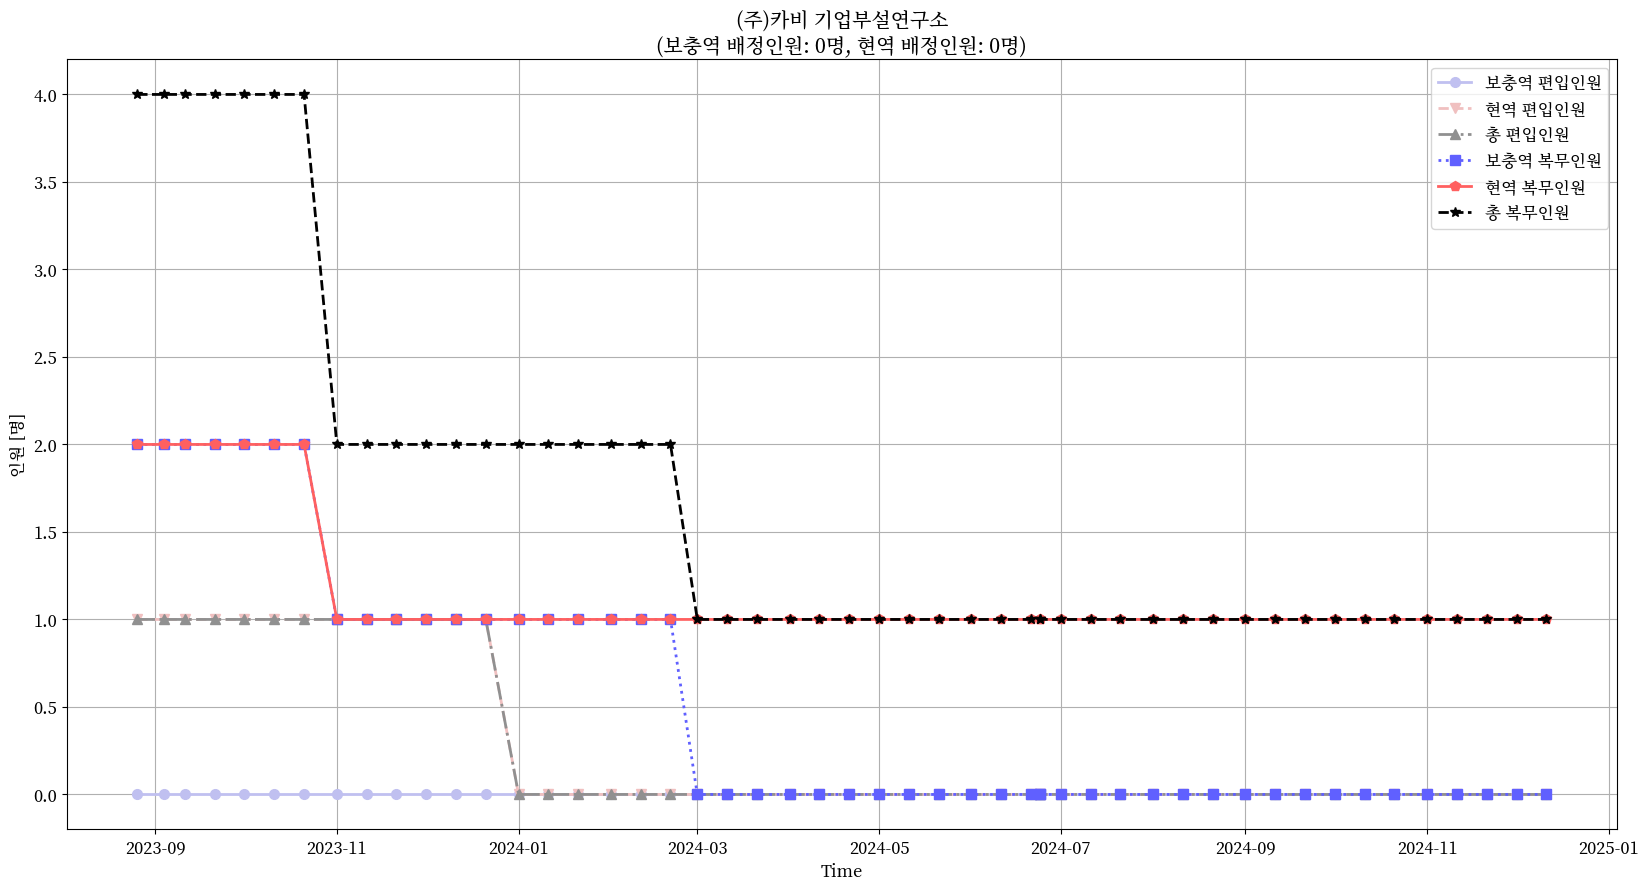 (주)카비 기업부설연구소
(보충역 배정인원: 0명, 현역 배정인원: 0명)
보충역 편입인원
현역 편입인원
총 편입인원
보충역 복무인원
현역 복무인원
총 복무인원
인원 [명]
4.0
3.5
3.0
2.5
2.0
1.5
1.0
0.5
0.0
2023-09 2023-11 2024-01 2024-03 2024-05 2024-07 2024-09 2024-11 2025-01
Time